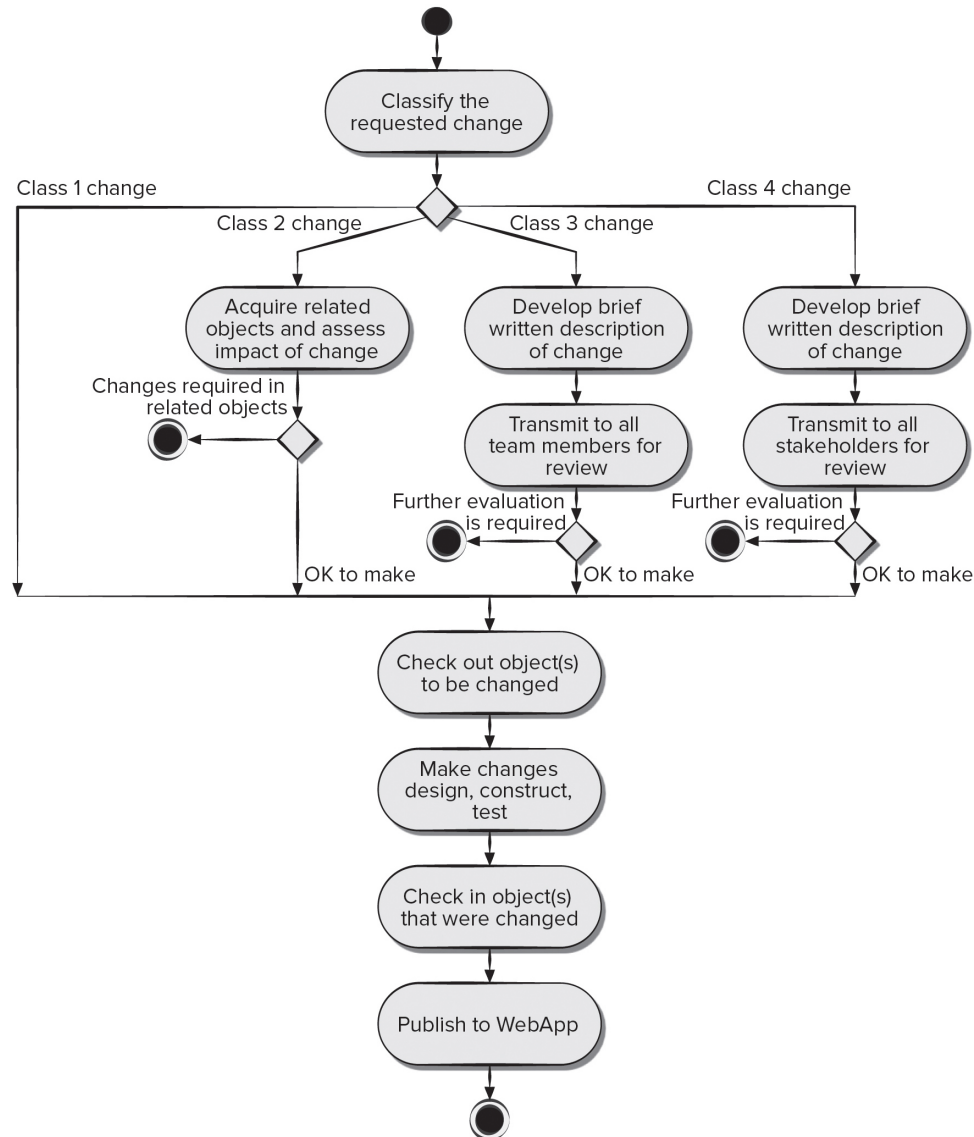 Classify the
requested change
Class 1 change
Class 4 change
Class 2 change
Class 3 change
Acquire related
objects and assess
impact of change
Develop brief
written description
of change
Develop brief
written description
of change
Changes required in
related objects
Transmit to all
team members for
review
Transmit to all
stakeholders for
review
Further evaluation
is required
Further evaluation
is required
OK to make
OK to make
OK to make
Check out object(s)
to be changed
Make changes
design, construct,
test
Check in object(s)
that were changed
Publish to WebApp